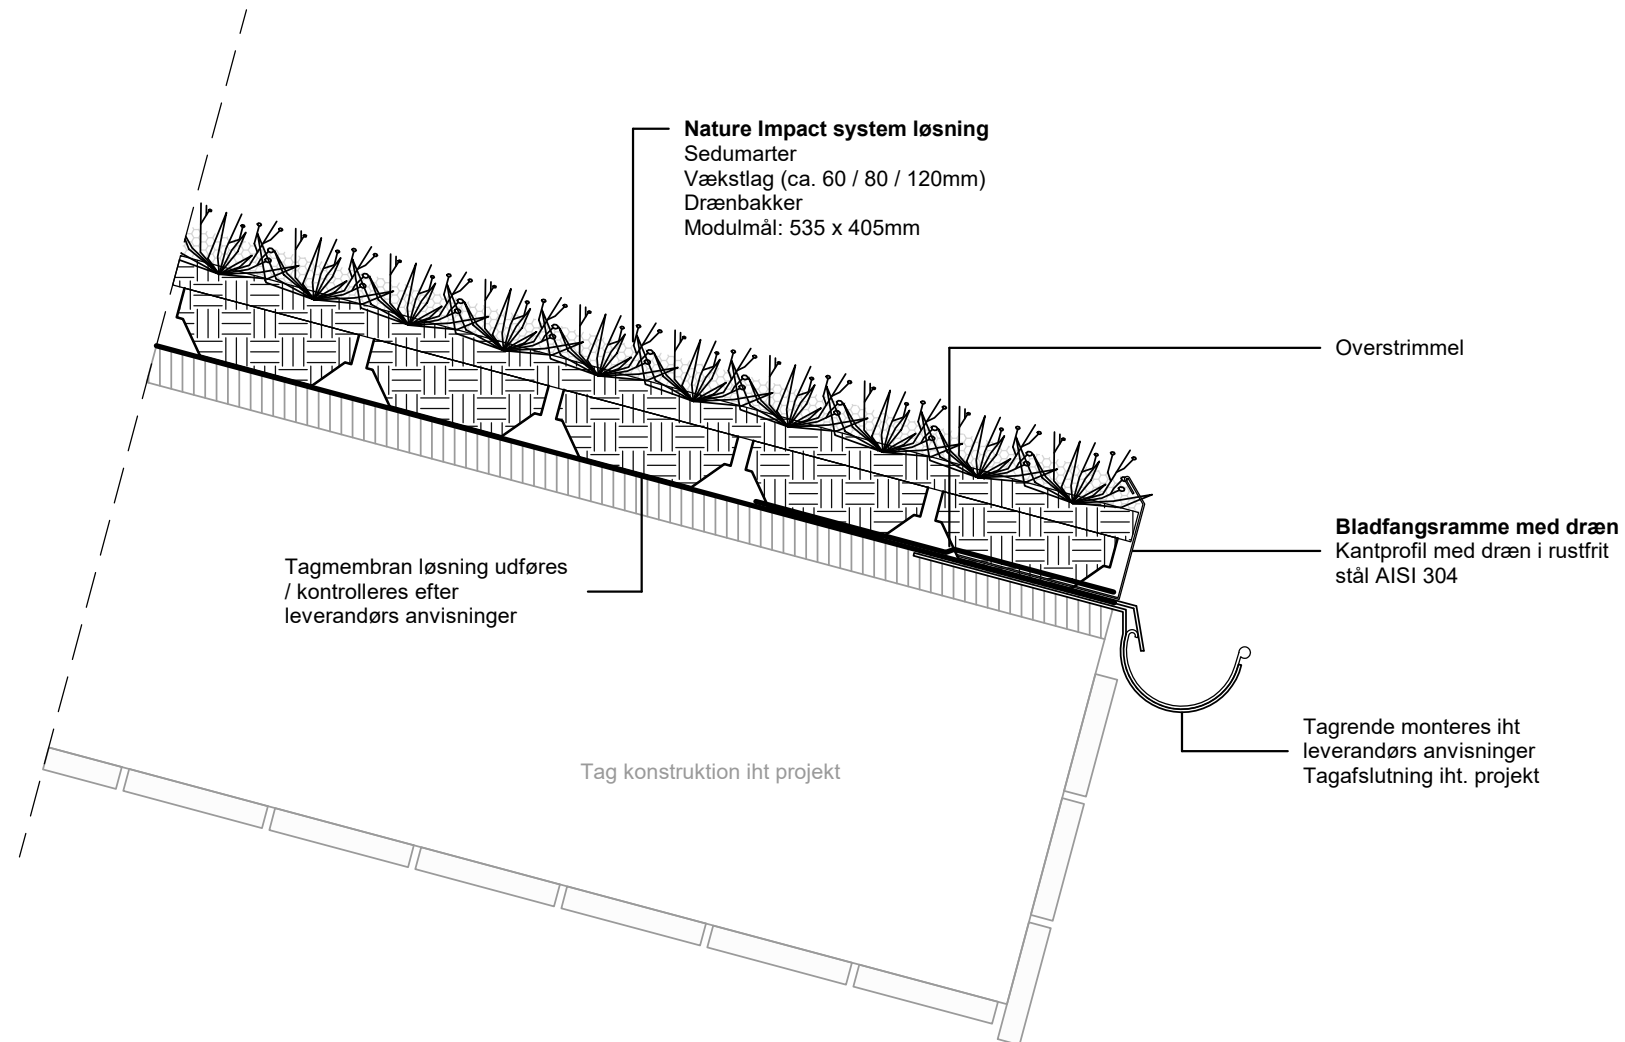 Nature Impact system løsning
Sedumarter
Vækstlag (ca. 60 / 80 / 120mm)
Drænbakker
Modulmål: 535 x 405mm
Overstrimmel
Bladfangsramme med dræn
Kantprofil med dræn i rustfrit
stål AISI 304
Tagmembran løsning udføres
/ kontrolleres efter
leverandørs anvisninger
Tagrende monteres iht
leverandørs anvisninger
Tagafslutning iht. projekt
Tag konstruktion iht projekt